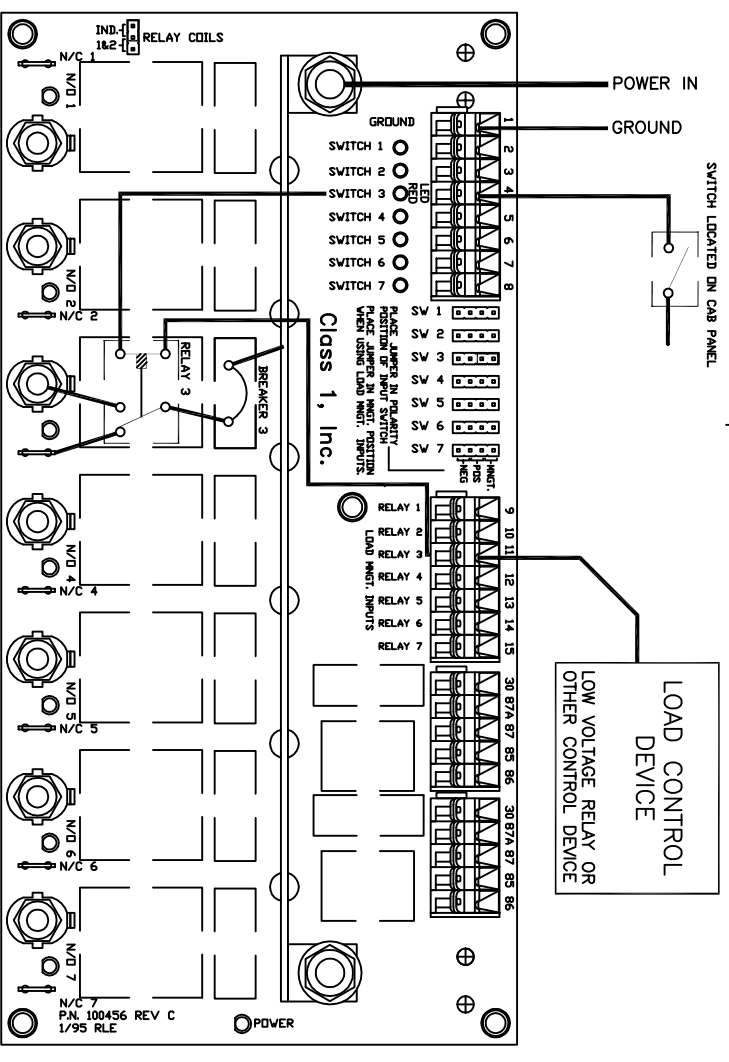 IND.
1&2
RELAY COILS
N/C 1
N/O 1
POWER IN
GROUND
GROUND
SWITCH 1
SWITCH 2
SWITCH 3
SWITCH 4
SWITCH 5
SWITCH 6
SWITCH 7
RED
LED
1
2
3
4
5
6
7
8
SWITCH LOCATED ON CAB PANEL
N/O 2
N/C 2
SW 1
SW 2
SW 3
SW 4
SW 5
SW 6
SW 7
-NEG
-POS
-MNGT.
PLACE JUMPER IN POLARITY
POSITION OF INPUT SWITCH
PLACE JUMPER IN MNGT. POSITION
WHEN USING LOAD MNGT. INPUTS.
Class 1, Inc.
RELAY 3
BREAKER 3
RELAY 1
RELAY 2
RELAY 3
RELAY 4
RELAY 5
RELAY 6
RELAY 7
LOAD MNGT. INPUTS
9
10
11
12
13
14
15
N/O 4
N/C 4
LOAD CONTROL
DEVICE
LOW VOLTAGE RELAY OR
OTHER CONTROL DEVICE
N/O 5
N/C 5
30
87A
87
85
86
N/O 6
N/C 6
30
87A
87
85
86
N/O 7
N/C 7
P.N. 100456 REV C
1/95 RLE
POWER